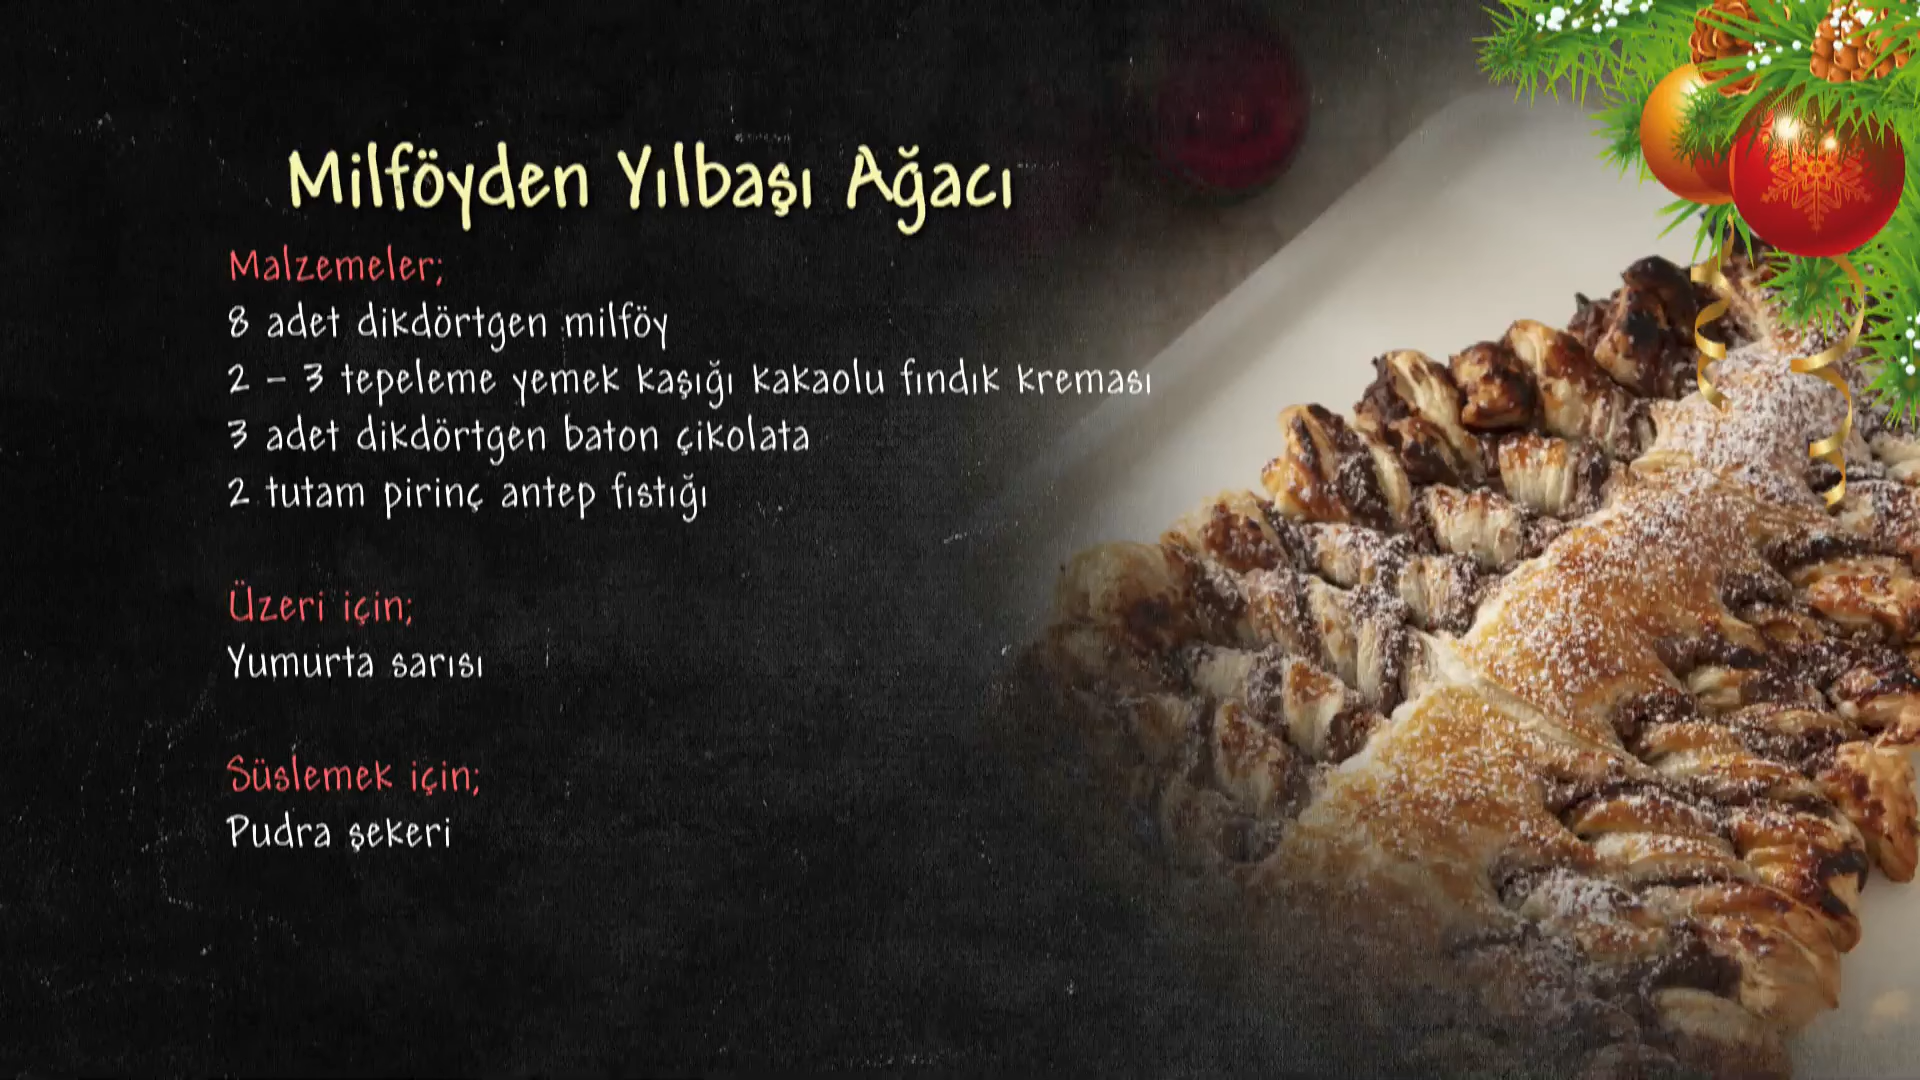 Milföyden Yılbaşı Ağacı
Malzemeler;
8 adet dikdörtgen milföy
2 - 3 tepeleme yemek kaşığı kakaolu fındık kreması
3 adet dikdörtgen baton çikolata
2 tutam pirinç antep fıstığı
Üzeri için;
Yumurta sarısı
Süslemek için;
Pudra şekeri